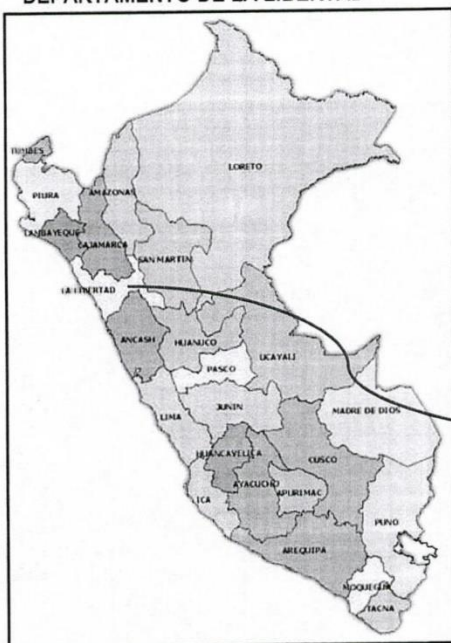 DEPARTAMENTO DE LA LIBERTAD
TUMBES
LORETO
PIURA
AMAZONAS
LAMBAYEQUE
CAJAMARCA
SAN MARTIN
LA LIBERTAD
ANCASH
HUANUCO
UCAYALI
PASCO
LIMA
JUNIN
MADRE DE DIOS
HUANCAVELICA
CUSCO
AYACUCHO
APURIMAC
ICA
PUNO
AREQUIPA
MOQUEGUA
TACNA